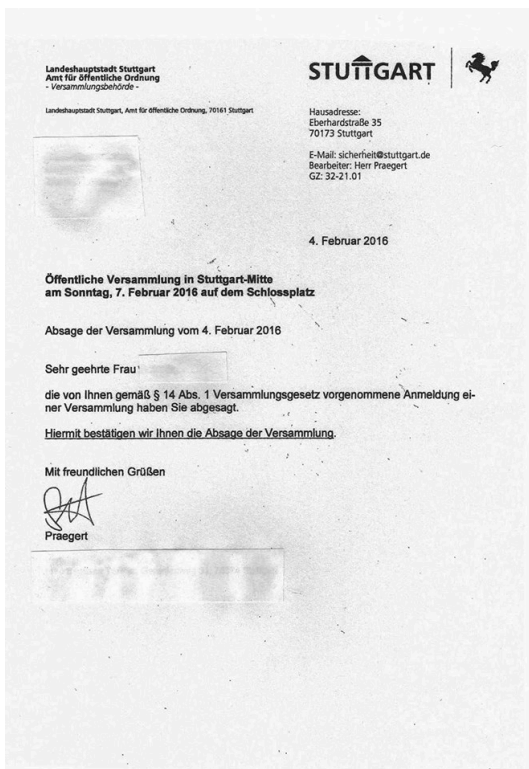 Landeshauptstadt Stuttgart
Amt für öffentliche Ordnung
- Versammlungsbehörde -
STUTTGART
Landeshauptstadt Stuttgart, Amt für öffentliche Ordnung, 70161 Stuttgart
Hausadresse:
Eberhardstraße 35
70173 Stuttgart
E-Mail: sicherheit@stuttgart.de
Bearbeiter: Herr Praegert
GZ: 32-21.01
4. Februar 2016
Öffentliche Versammlung in Stuttgart-Mitte
am Sonntag, 7. Februar 2016 auf dem Schlossplatz
Absage der Versammlung vom 4. Februar 2016
Sehr geehrte Frau
die von Ihnen gemäß § 14 Abs. 1 Versammlungsgesetz vorgenommene Anmeldung ei-
ner Versammlung haben Sie abgesagt.
Hiermit bestätigen wir Ihnen die Absage der Versammlung.
Mit freundlichen Grüßen
Praegert